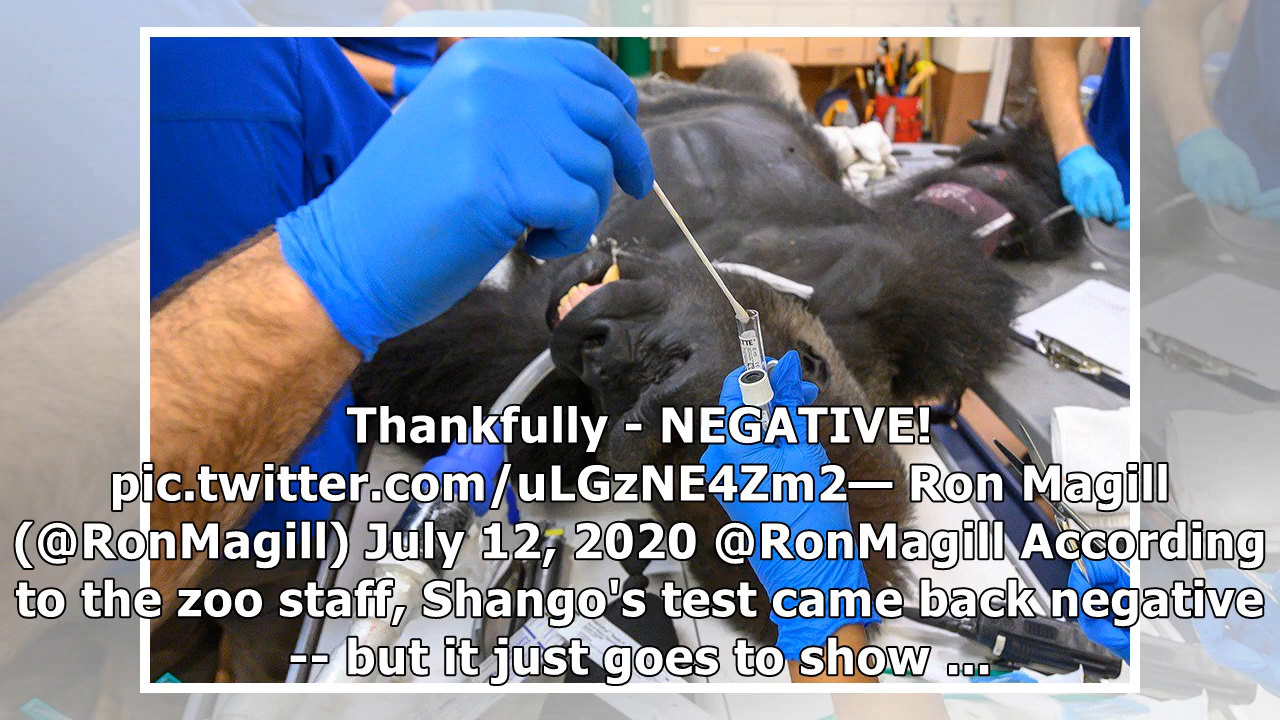 TTE
Thankfully - NEGATIVE!
pic.twitter.com/uLGzNE4Zm2— Ron Magill
(@RonMagill) July 12, 2020 @RonMagill According
to the zoo staff, Shango's test came back negative
-- but it just goes to show ...